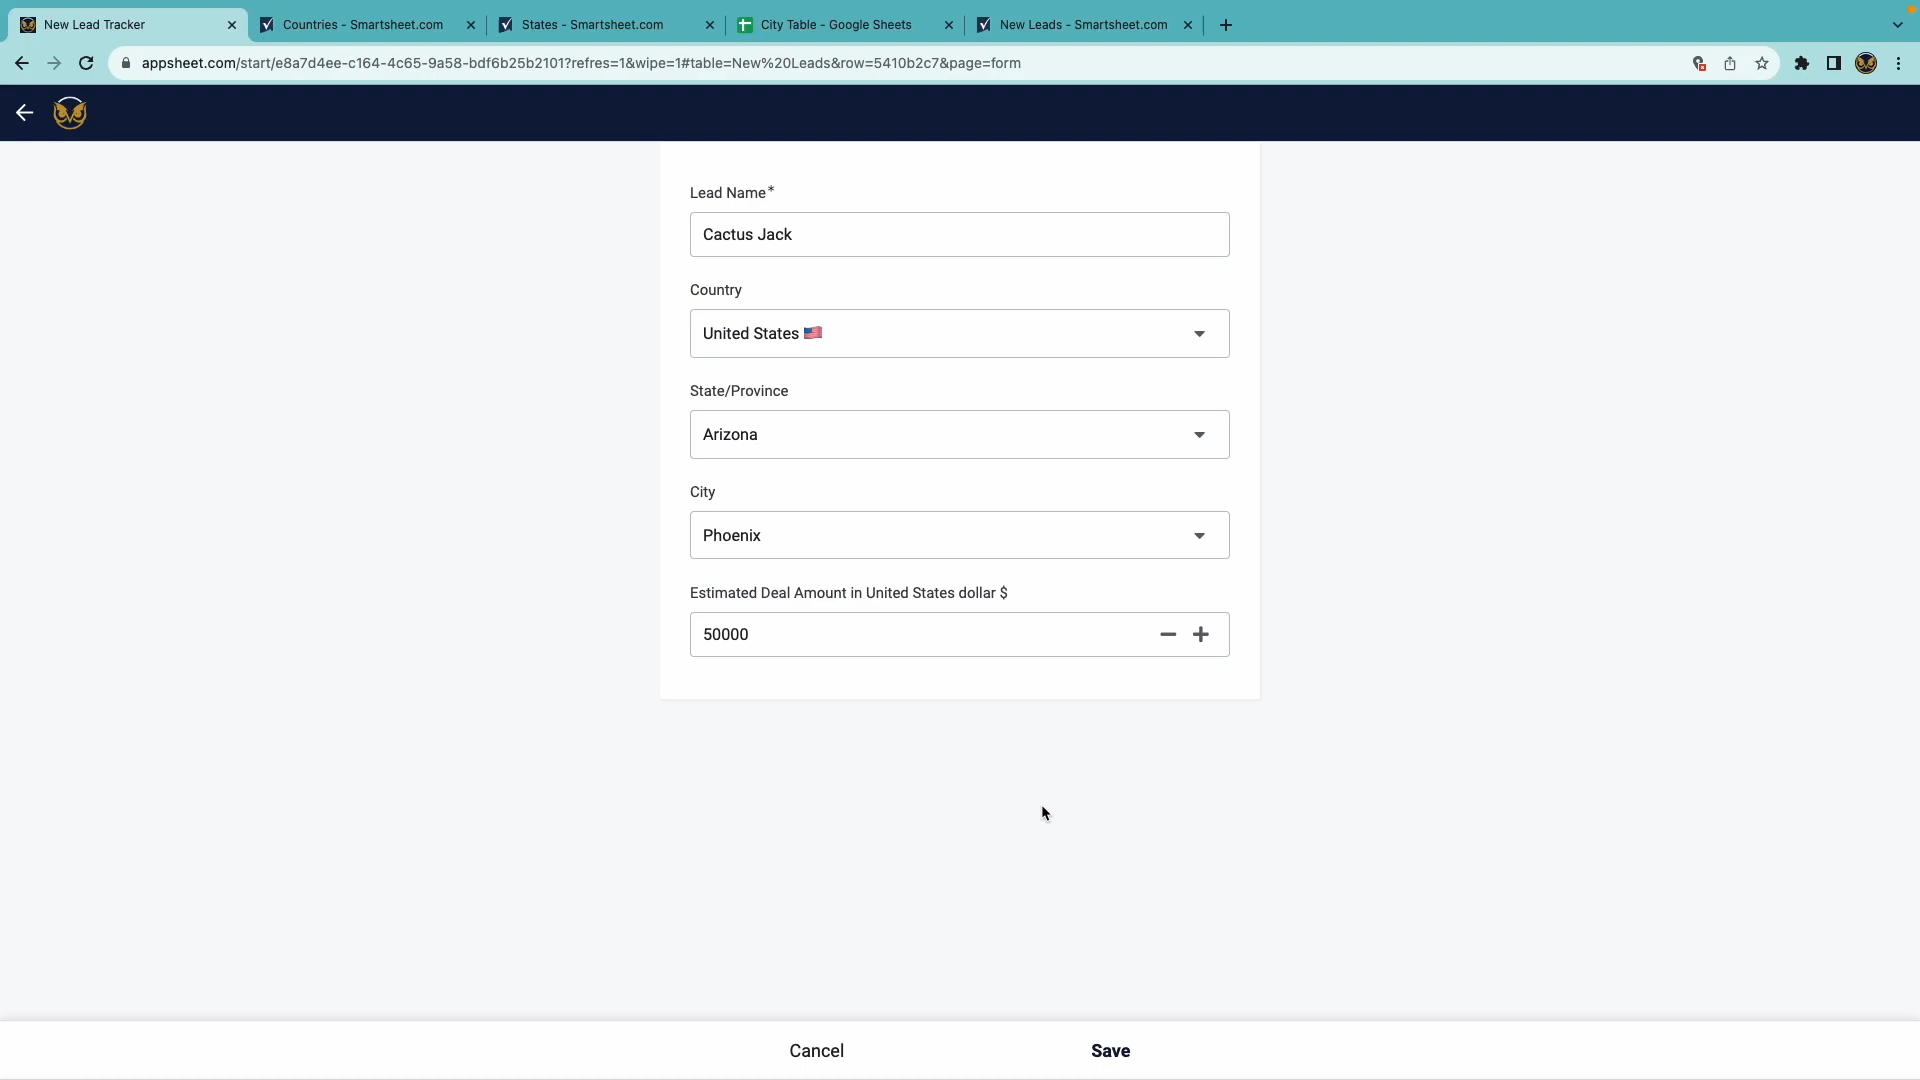 New Lead Tracker
Countries - Smartsheet.com
States - Smartsheet.com
City Table - Google Sheets
New Leads - Smartsheet.com
appsheet.com/start/e8a7d4ee-c164-4c65-9a58-bdf6b25b2101?refres=1&wipe=1#table=New%20Leads&row=5410b2c7&page=form
Lead Name*
Cactus Jack
Country
United States 🇺🇸
State/Province
Arizona
City
Phoenix
Estimated Deal Amount in United States dollar $
50000
Cancel
Save